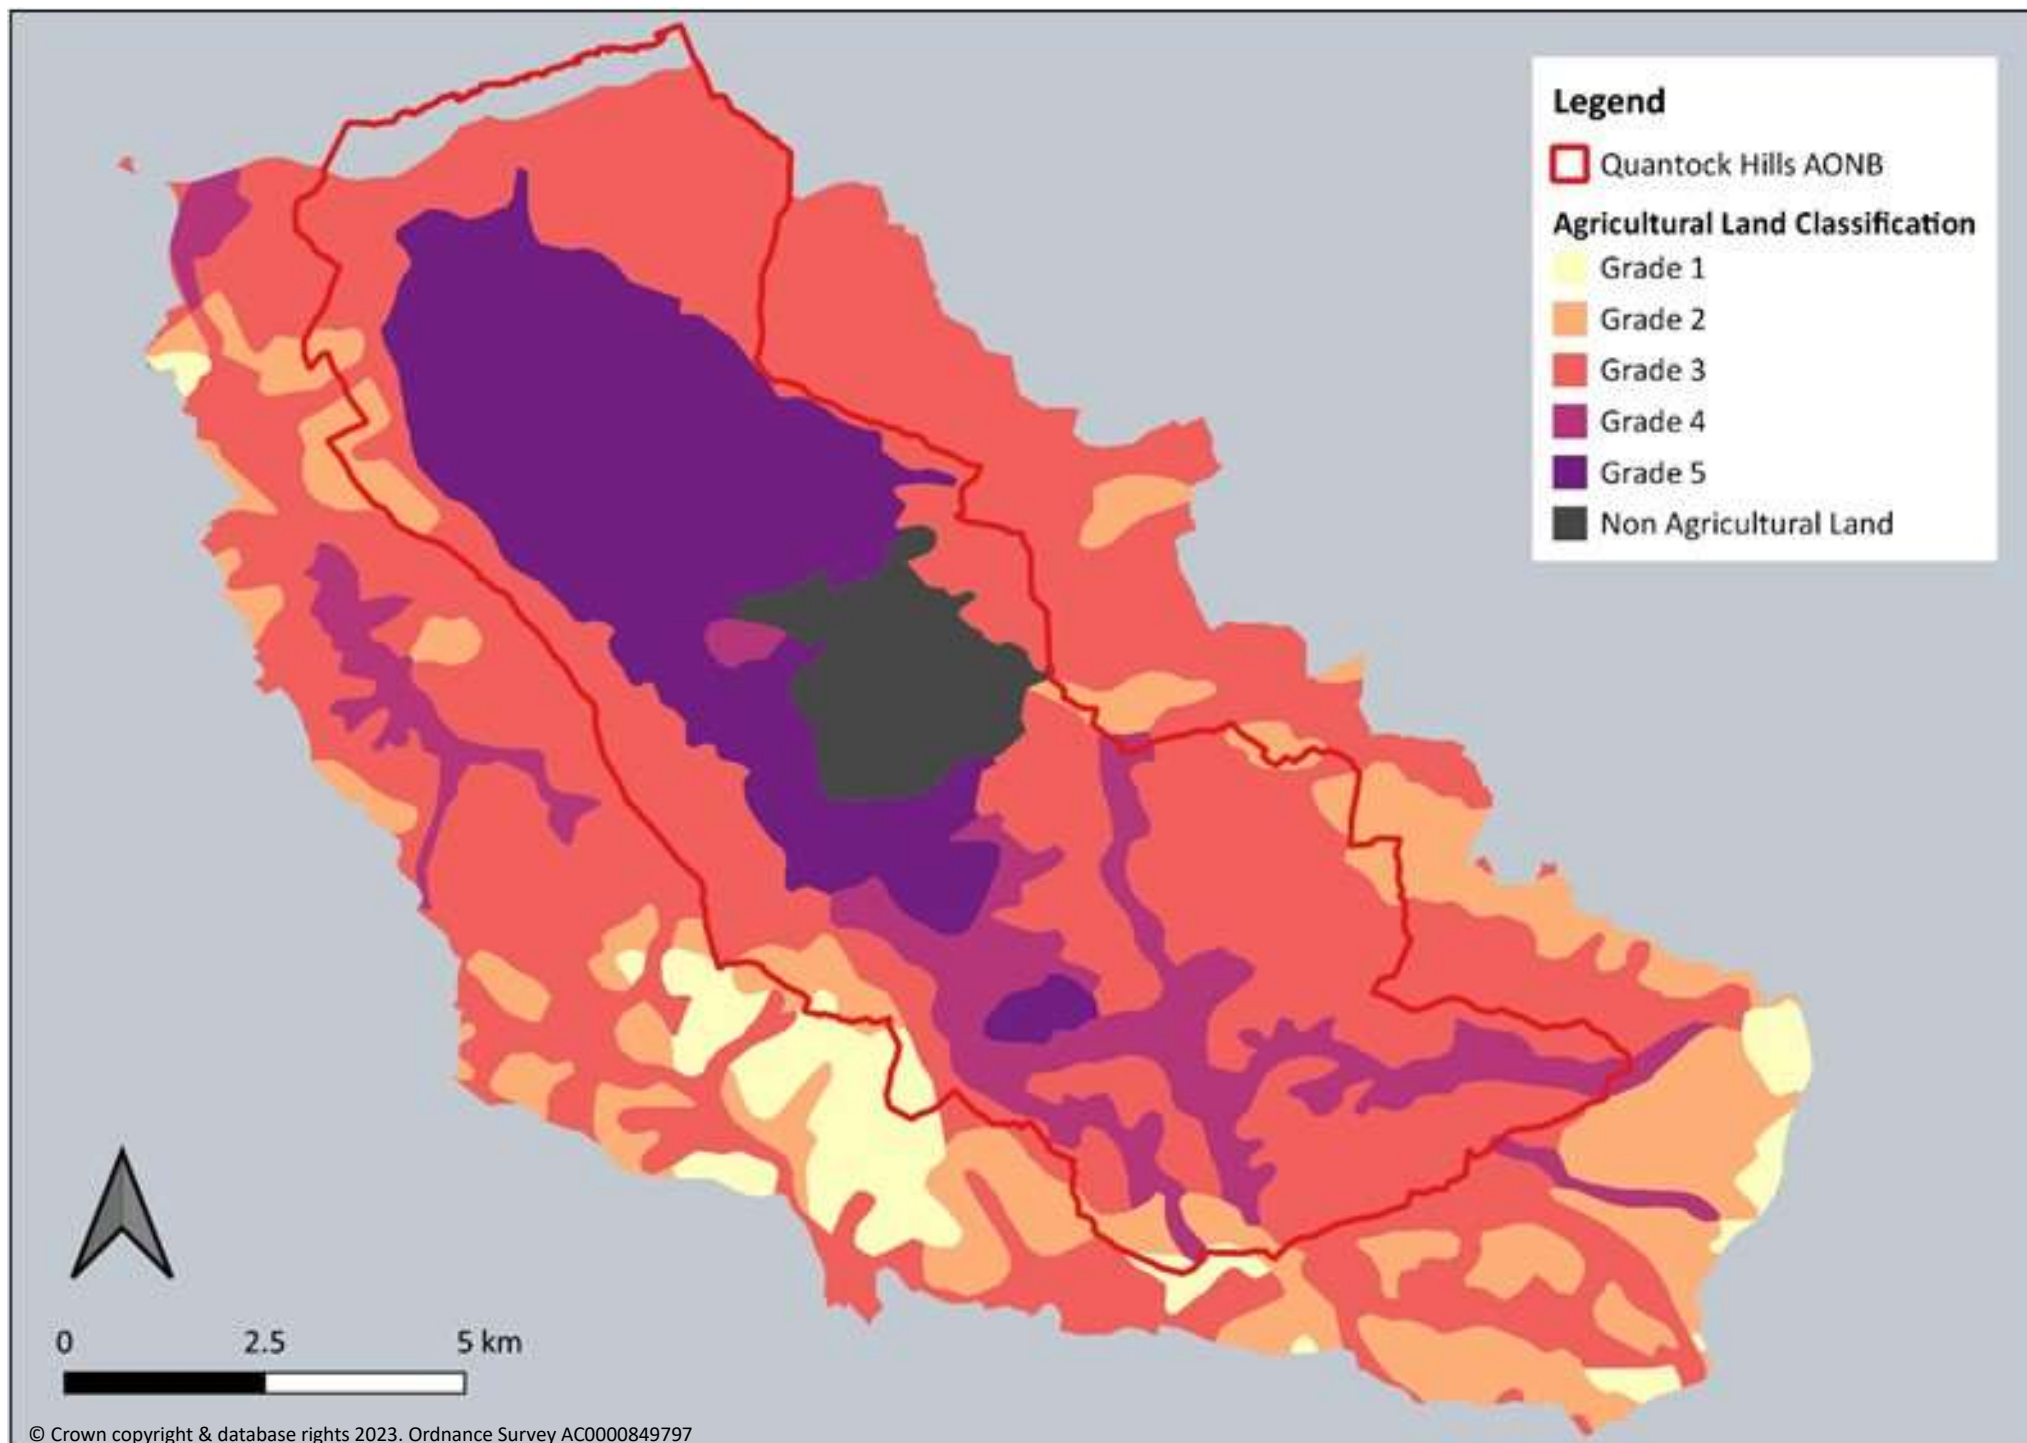 Legend
Quantock Hills AONB
Agricultural Land Classification
Grade 1
Grade 2
Grade 3
Grade 4
Grade 5
Non Agricultural Land
0 2.5 5 km
© Crown copyright & database rights 2023. Ordnance Survey AC0000849797